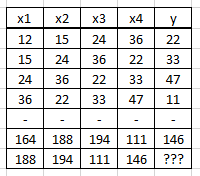 x1 x2 x3 x4 y
12 15 24 36 22
15 24 36 22 33
24 36 22 33 47
36 22 33 47 11
- - - - -
164 188 194 111 146
188 194 111 146 ???